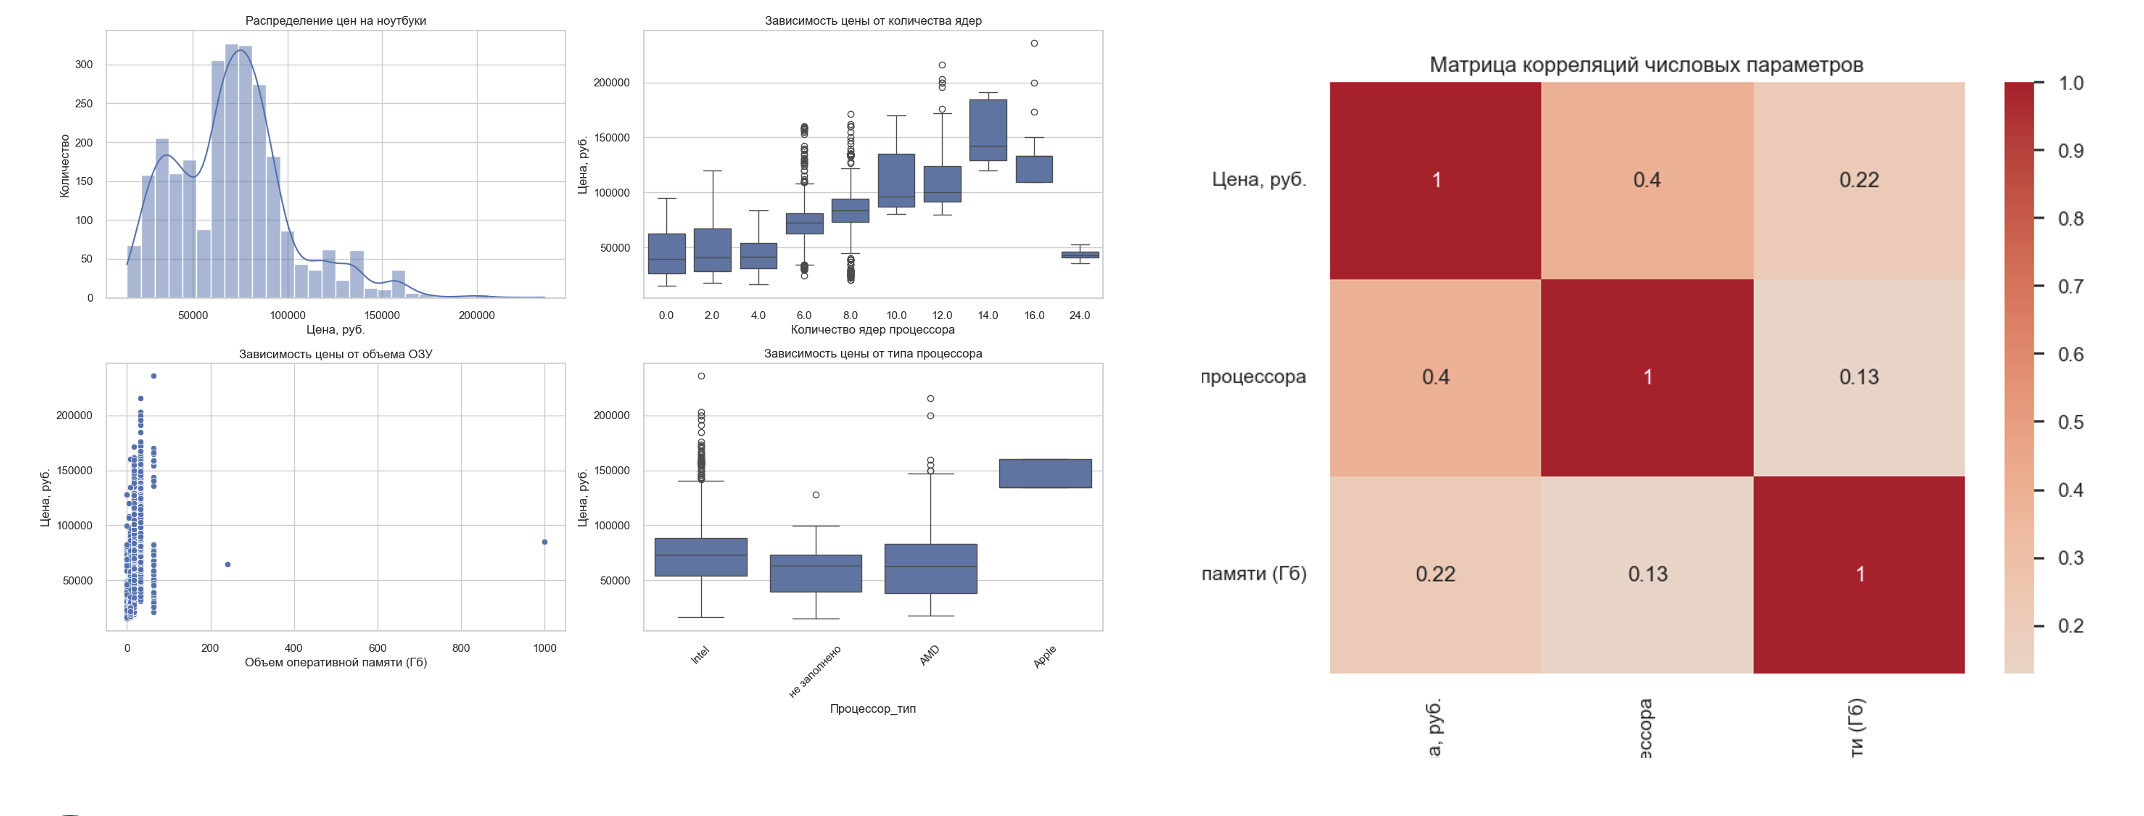 Распределение цен на ноутбуки
300
250
200
150
100
50
0
Количество
50000
100000
150000
200000
Цена, руб.
Зависимость цены от количества ядер
200000
150000
100000
50000
Цена, руб.
0.0
2.0
4.0
6.0
8.0
10.0
12.0
14.0
16.0
24.0
Количество ядер процессора
Зависимость цены от объема ОЗУ
200000
150000
100000
50000
Цена, руб.
0
200
400
600
800
1000
Объем оперативной памяти (Гб)
Зависимость цены от типа процессора
200000
150000
100000
50000
Цена, руб.
Intel
не заполнено
AMD
Apple
Процессор_тип
Матрица корреляций числовых параметров
Цена, руб.
1
0.4
0.22
процессора
0.4
1
0.13
памяти (Гб)
0.22
0.13
1
а, руб.
ессора
ти (Гб)
1.0
0.9
0.8
0.7
0.6
0.5
0.4
0.3
0.2